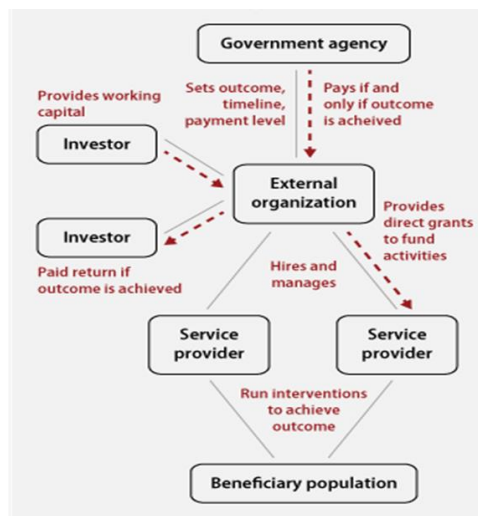 Government agency
Provides working
capital
Sets outcome,
timeline,
payment level
Pays if and
only if outcome
is acheived
Investor
External
organization
Provides
direct grants
to fund
activities
Investor
Paid return if
outcome is achieved
Hires and
manages
Service
provider
Service
provider
Run interventions
to achieve
outcome
Beneficiary population